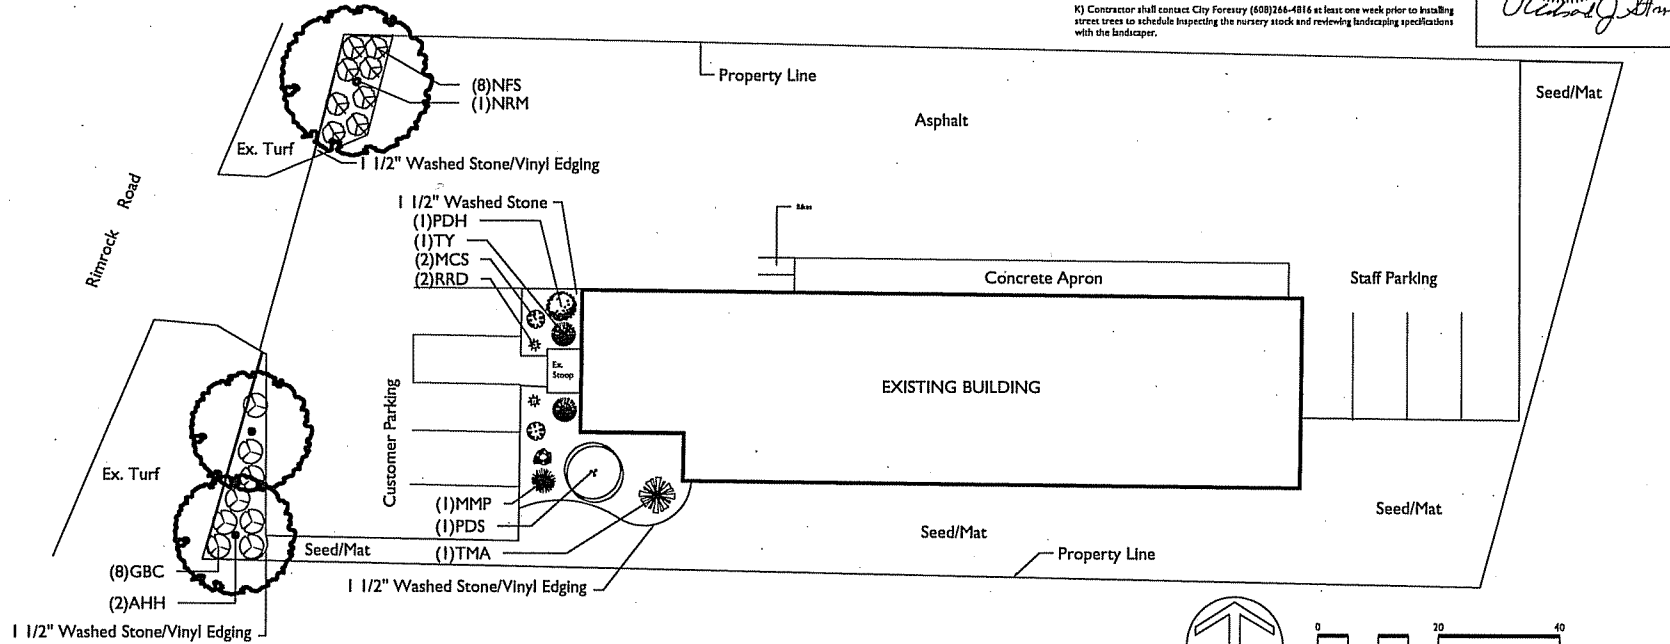 K) Contractor shall contact City Forestry (608)266-4816 at least one week prior to installing
street trees to schedule inspecting the nursery stock and reviewing landscaping specifications
with the landscaper.
Property Line
Seed/Mat
(8)NFS
(1)NRM
Asphalt
Ex. Turf
1 1/2" Washed Stone/Vinyl Edging
Rimrock Road
1 1/2" Washed Stone
(1)PDH
(1)TY
(2)MCS
(2)RRD
Concrete Apron
Staff Parking
Ex.
Stoop
EXISTING BUILDING
Customer Parking
Ex. Turf
(1)MMP
(1)PDS
(1)TMA
Seed/Mat
Seed/Mat
Seed/Mat
Property Line
(8)GBC
1 1/2" Washed Stone/Vinyl Edging
(2)AHH
1 1/2" Washed Stone/Vinyl Edging
0 20 40